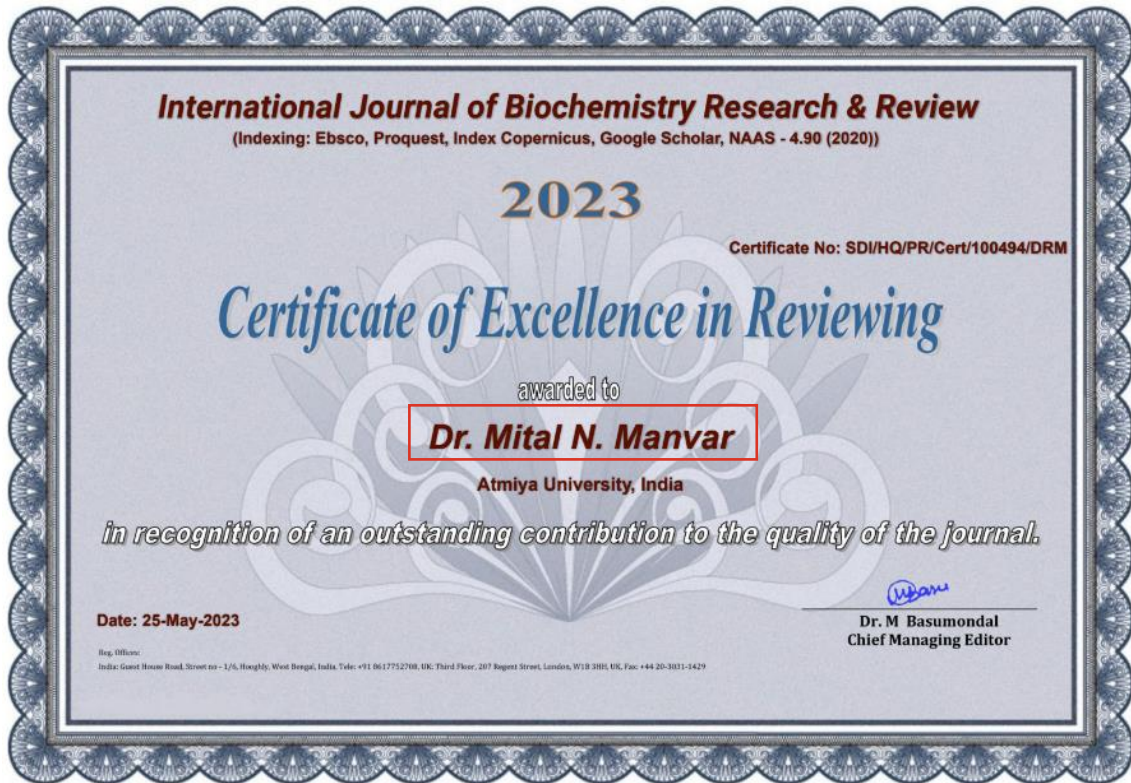 International Journal of Biochemistry Research & Review
(Indexing: Ebsco, Proquest, Index Copernicus, Google Scholar, NAAS - 4.90 (2020))
2023
Certificate No: SDI/HQ/PR/Cert/100494/DRM
Certificate of Excellence in Reviewing
awarded to
Dr. Mital N. Manvar
Atmiya University, India
in recognition of an outstanding contribution to the quality of the journal.
Date: 25-May-2023
Dr. M Basumondal
Chief Managing Editor
Reg. Offices:
India: Guest House Road, Street no - 1/6, Hooghly, West Bengal, India. Tele: +91 8617752708, UK: Third Floor, 207 Regent Street, London, W1B 3HH, UK, Fax: +44 20-3031-1429